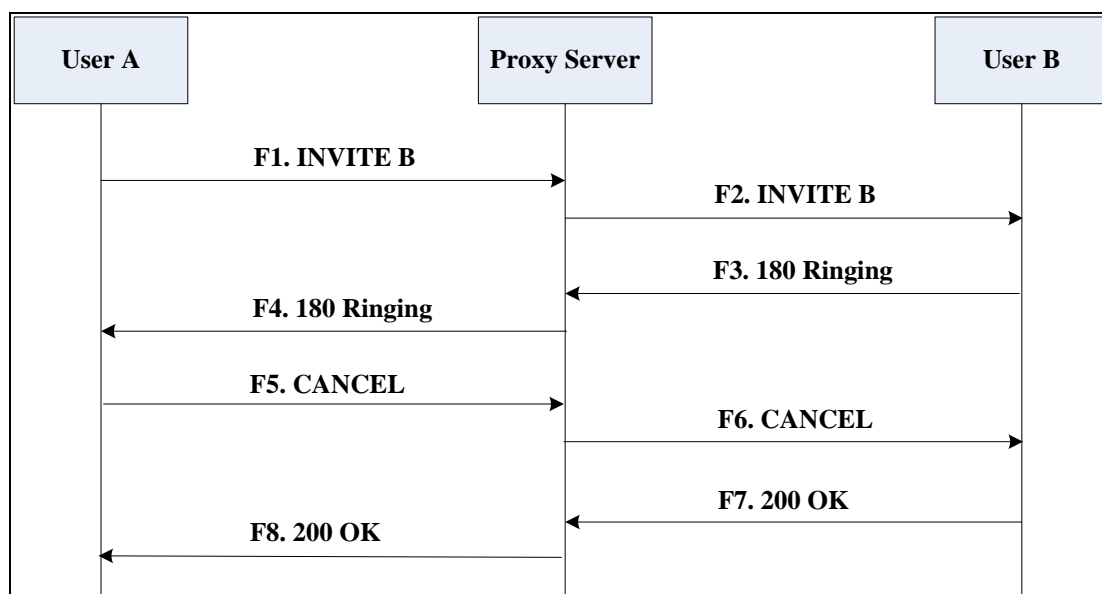 User A
Proxy Server
User B
F1. INVITE B
F2. INVITE B
F3. 180 Ringing
F4. 180 Ringing
F5. CANCEL
F6. CANCEL
F7. 200 OK
F8. 200 OK